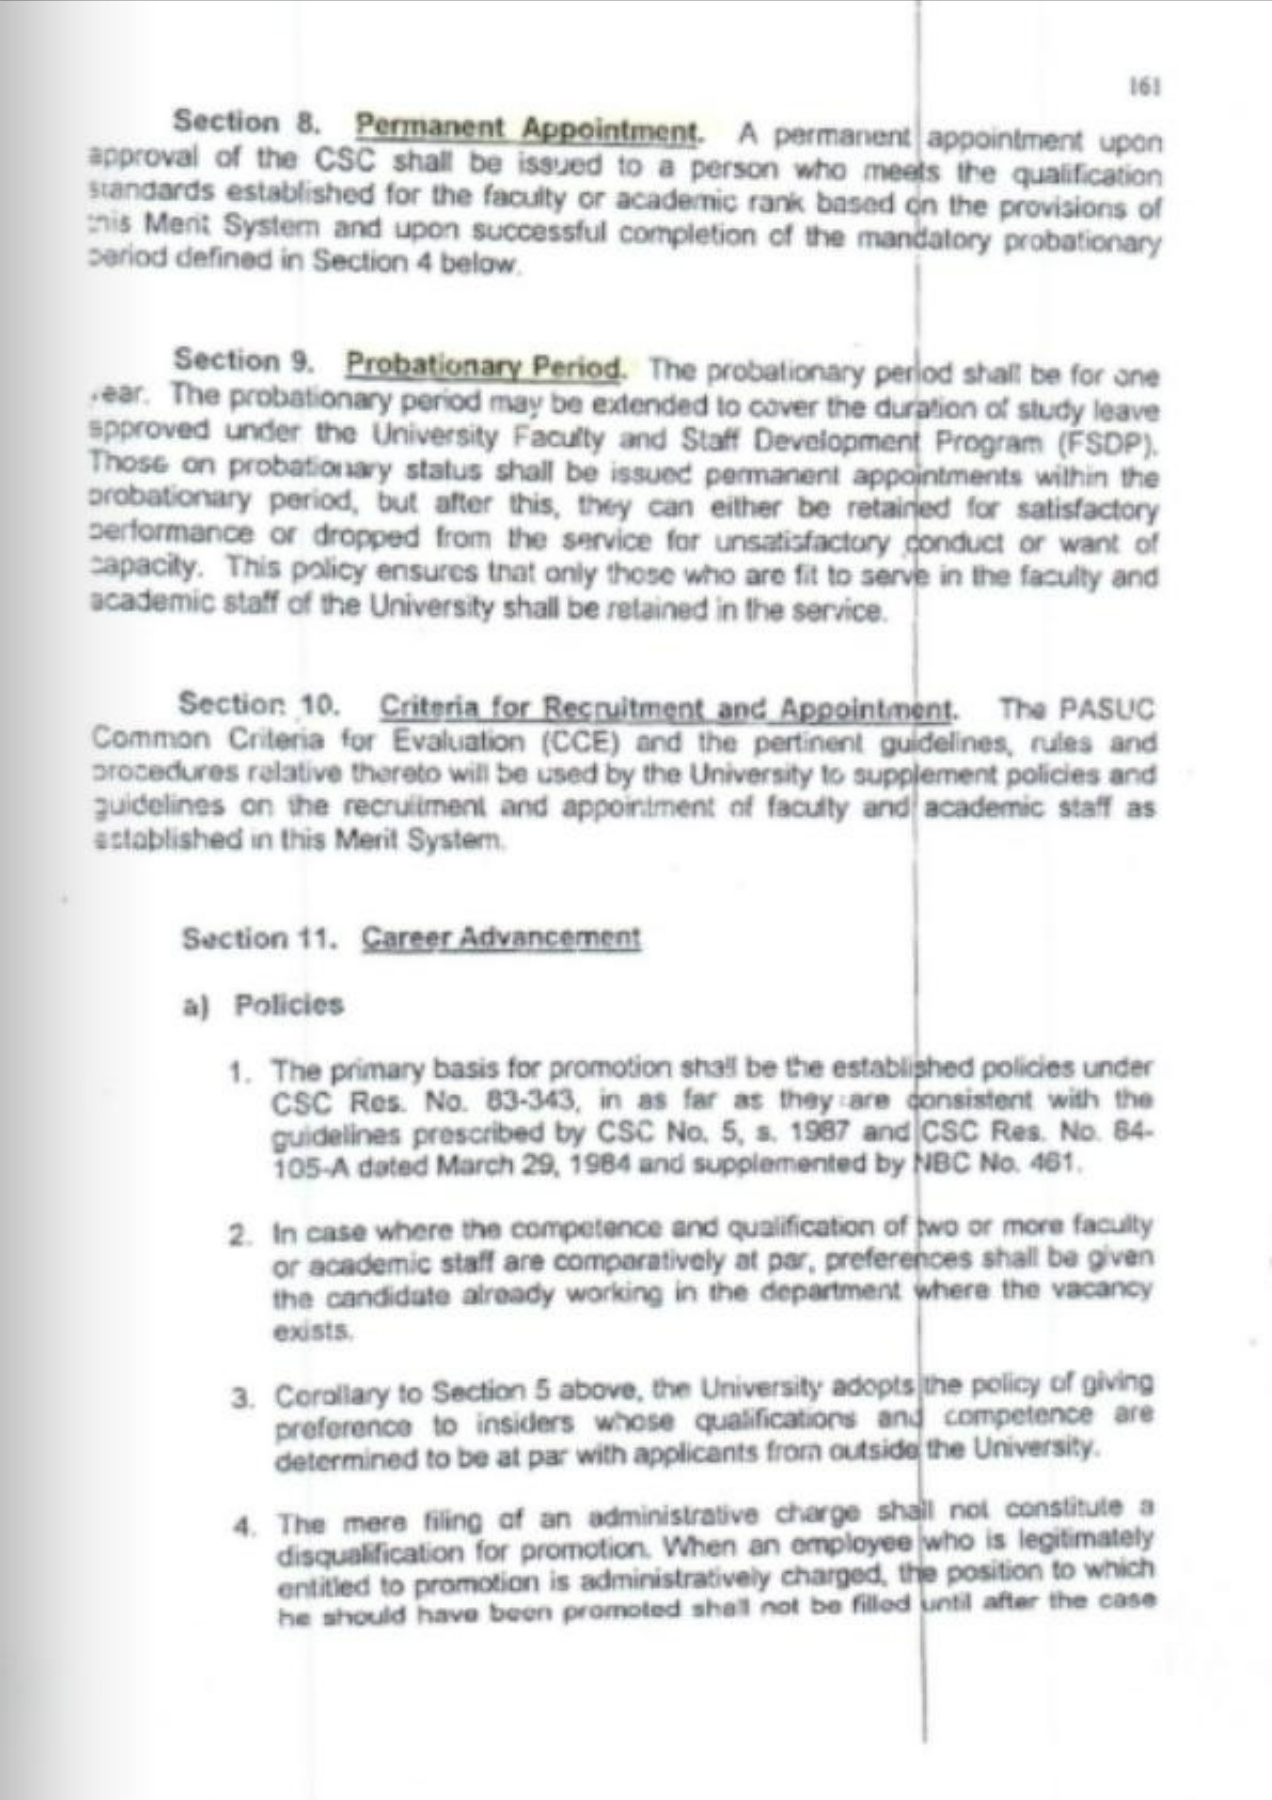 161
Section 8. Permanent Appointment. A permanent appointment upon
approval of the CSC shall be issued to a person who meets the qualification
standards established for the faculty or academic rank based on the provisions of
this Merit System and upon successful completion of the mandatory probationary
period defined in Section 4 below.
Section 9. Probationary Period. The probationary period shall be for one
year. The probationary period may be extended to cover the duration of study leave
approved under the University Faculty and Staff Development Program (FSDP).
Those on probationary status shall be issued permanent appointments within the
probationary period, but after this, they can either be retained for satisfactory
performance or dropped from the service for unsatisfactory conduct or want of
capacity. This policy ensures that only those who are fit to serve in the faculty and
academic staff of the University shall be retained in the service.
Section 10. Criteria for Recruitment and Appointment. The PASUC
Common Criteria for Evaluation (CCE) and the pertinent guidelines, rules and
procedures relative thereto will be used by the University to supplement policies and
guidelines on the recruitment and appointment of faculty and academic staff as
established in this Merit System.
Section 11. Career Advancement
a) Policies
1. The primary basis for promotion shall be the established policies under
CSC Res. No. 83-343, in as far as they are consistent with the
guidelines prescribed by CSC No. 5, s. 1987 and CSC Res. No. 84-
105-A dated March 29, 1984 and supplemented by NBC No. 461.
2. In case where the competence and qualification of two or more faculty
or academic staff are comparatively at par, preferences shall be given
the candidate already working in the department where the vacancy
exists.
3. Corollary to Section 5 above, the University adopts the policy of giving
preference to insiders whose qualifications and competence are
determined to be at par with applicants from outside the University.
4. The mere filing of an administrative charge shall not constitute a
disqualification for promotion. When an employee who is legitimately
entitled to promotion is administratively charged, the position to which
he should have been promoted shall not be filled until after the case